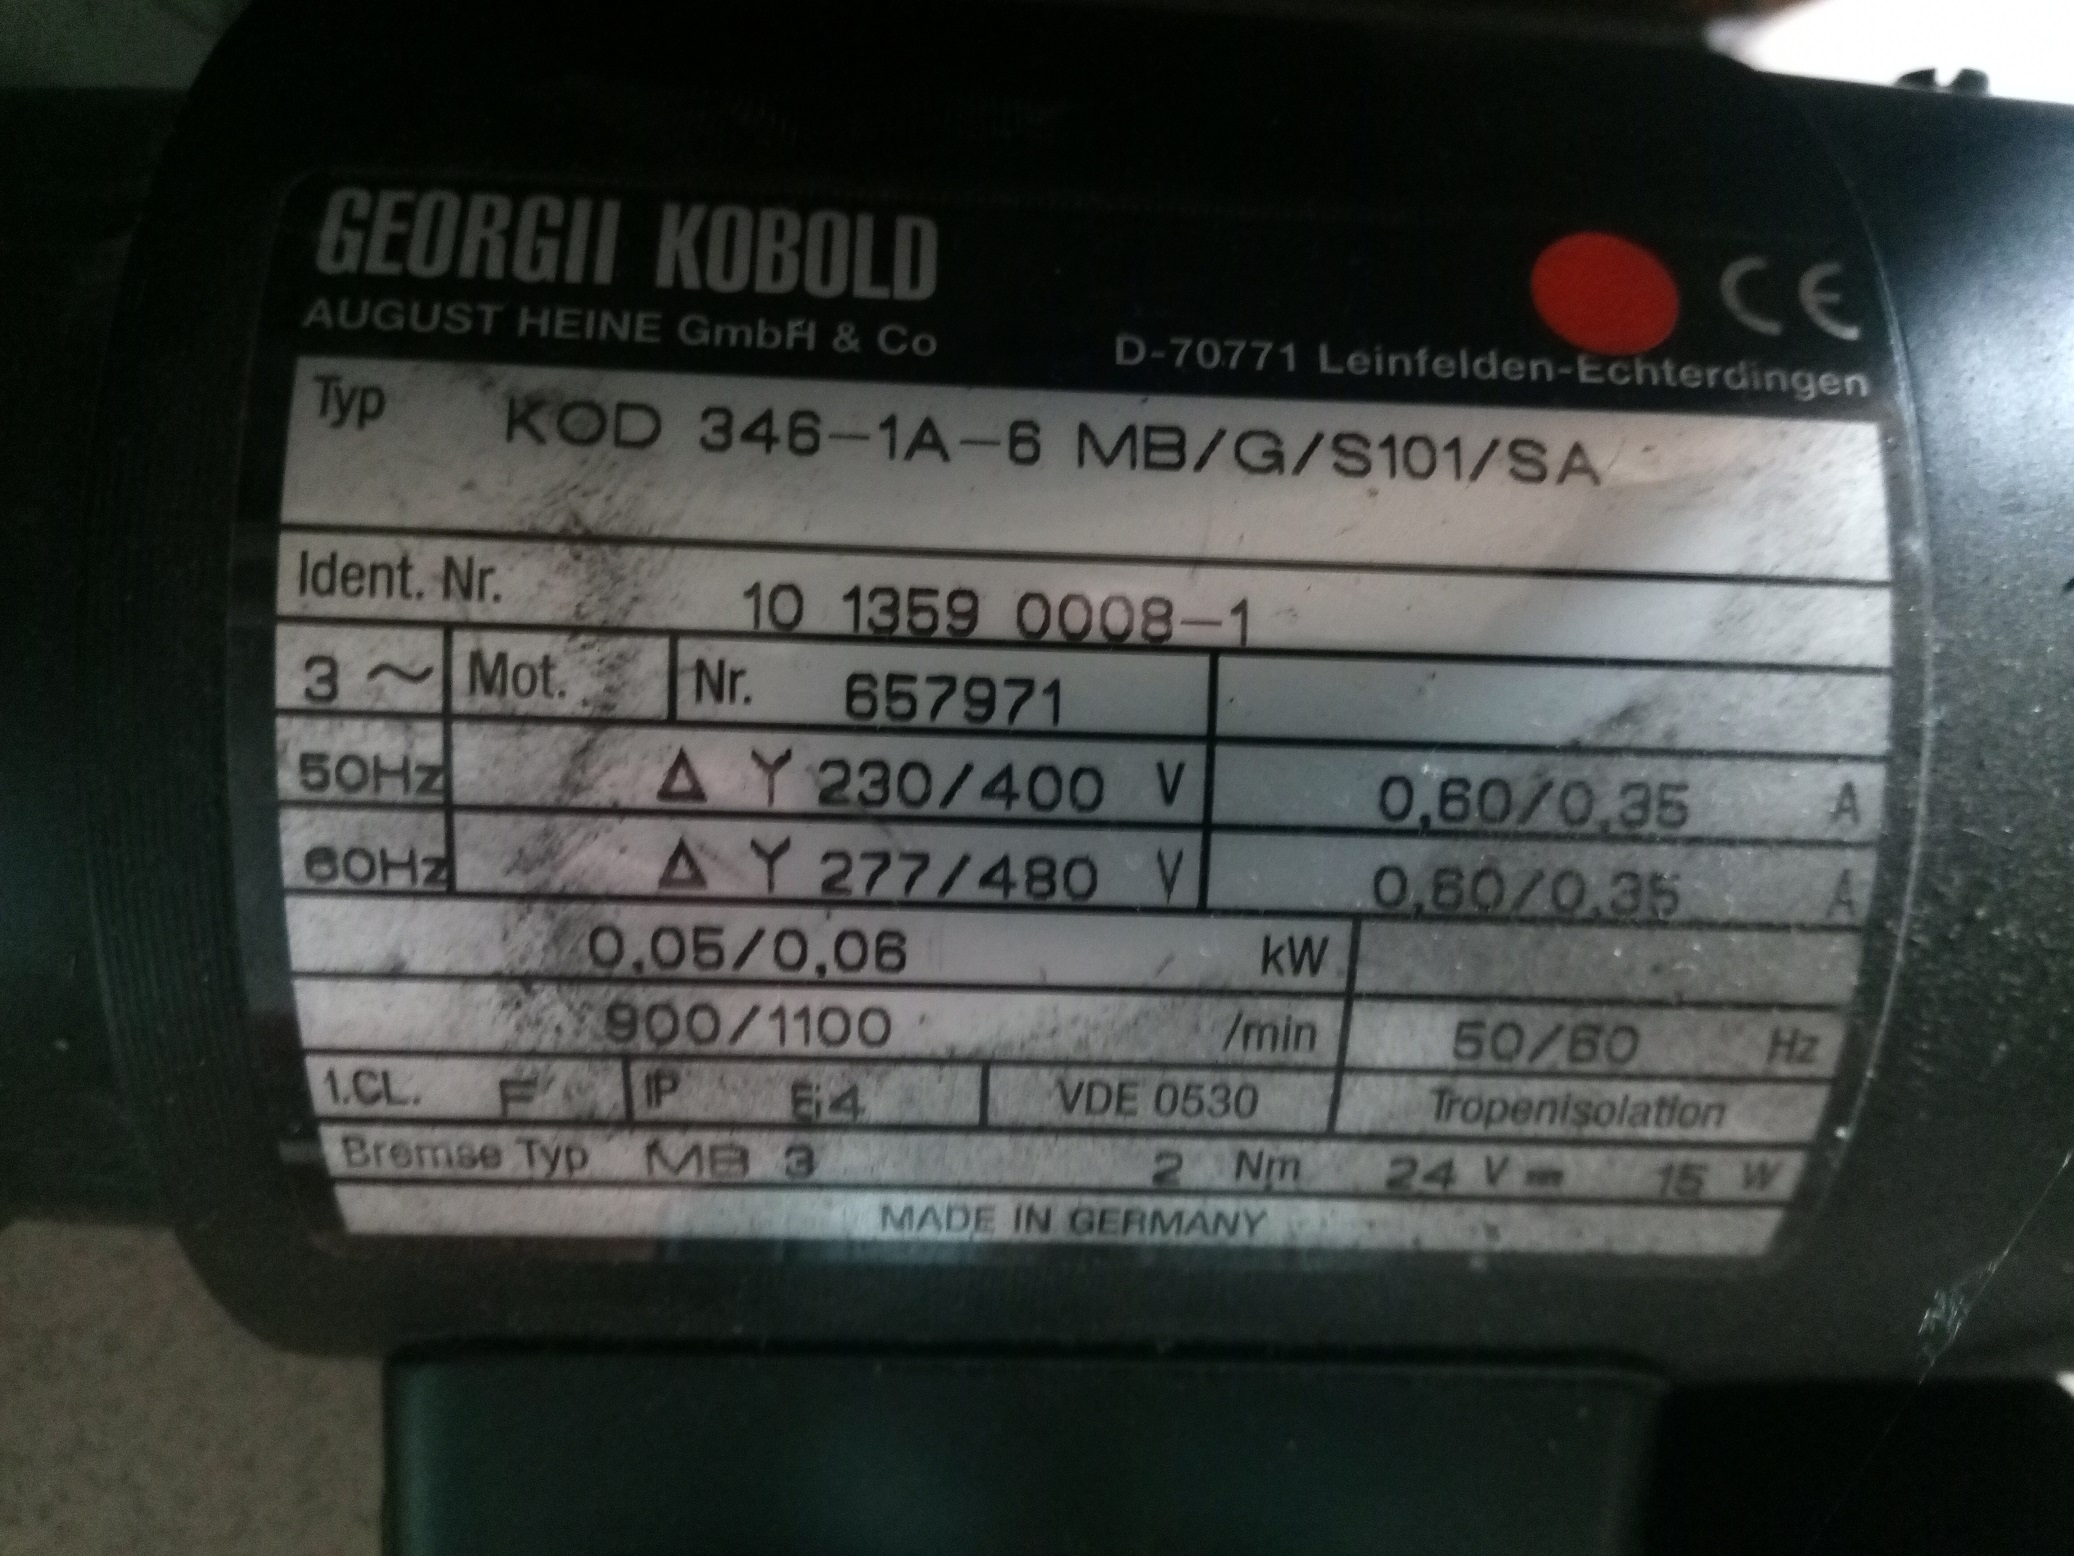 GEORGII KOBOLD
AUGUST HEINE GmbH & Co D-70771 Leinfelden-Echterdingen
CE
Typ KOD 346-1A-6 MB/G/S101/SA
Ident. Nr. 10 1359 0008-1
3 ~ Mot. Nr. 657971
50Hz Δ Y 230/400 V 0,60/0,35 A
60Hz Δ Y 277/480 V 0,60/0,35 A
0,05/0,06 kW
900/1100 /min 50/60 Hz
I.CL. F IP 54 VDE 0530 Tropenisolation
Bremse Typ MB 3 2 Nm 24 V ⎓ 15 W
MADE IN GERMANY